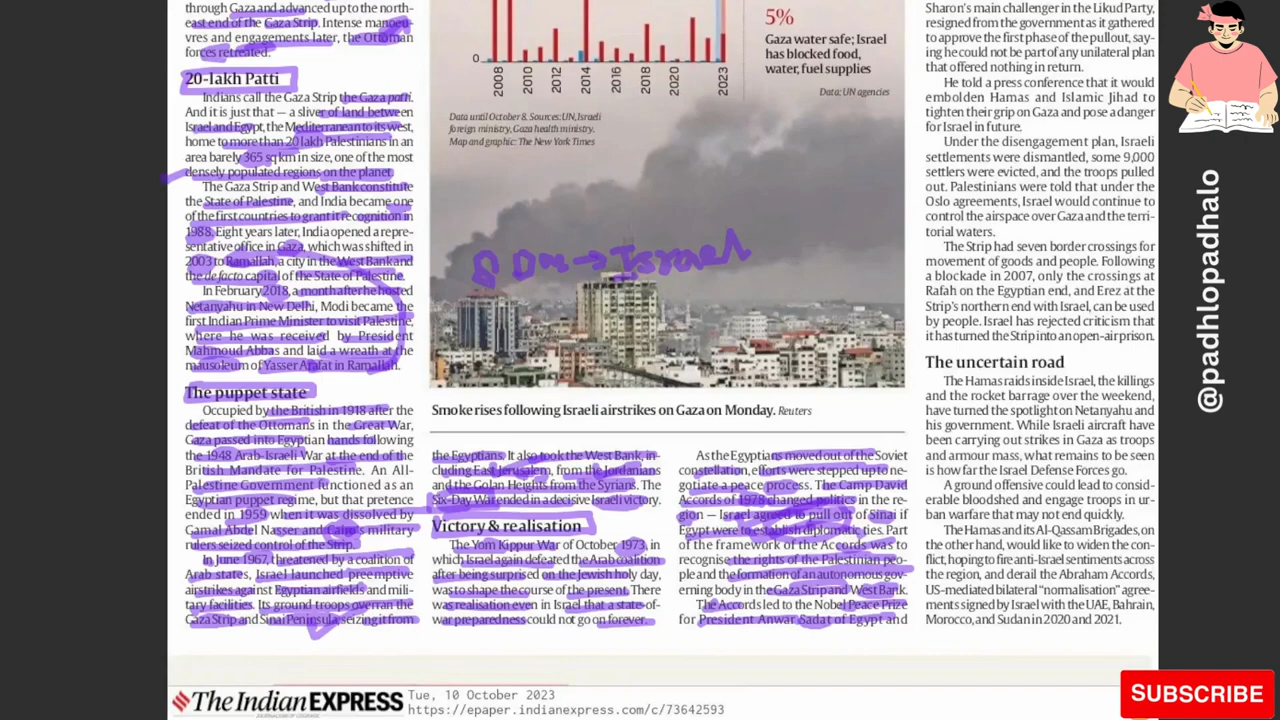 through Gaza and advanced up to the north-
east end of the Gaza Strip. Intense manoeu-
vres and engagements later, the Ottoman
forces retreated.
20-lakh Patti
Indians call the Gaza Strip the Gaza patti.
And it is just that — a sliver of land between
Israel and Egypt, the Mediterranean to its west,
home to more than 20 lakh Palestinians in an
area barely 365 sq km in size, one of the most
densely populated regions on the planet.
The Gaza Strip and West Bank constitute
the State of Palestine, and India became one
of the first countries to grant it recognition in
1988. Eight years later, India opened a repre-
sentative office in Gaza, which was shifted in
2003 to Ramallah, a city in the West Bank and
the de facto capital of the State of Palestine.
In February 2018, a month after he hosted
Netanyahu in New Delhi, Modi became the
first Indian Prime Minister to visit Palestine,
where he was received by President
Mahmoud Abbas and laid a wreath at the
mausoleum of Yasser Arafat in Ramallah.
The puppet state
Occupied by the British in 1918 after the
defeat of the Ottomans in the Great War,
Gaza passed into Egyptian hands following
the 1948 Arab-Israeli War at the end of the
British Mandate for Palestine. An All-
Palestine Government functioned as an
Egyptian puppet regime, but that pretence
ended in 1959 when it was dissolved by
Gamal Abdel Nasser and Cairo's military
rulers seized control of the Strip.
In June 1967, threatened by a coalition of
Arab states, Israel launched preemptive
airstrikes against Egyptian airfields and mili-
tary facilities. Its ground troops overran the
Gaza Strip and Sinai Peninsula, seizing it from
0
2008
2010
2012
2014
2016
2018
2020
2023
5%
Gaza water safe; Israel
has blocked food,
water, fuel supplies
Data: UN agencies
Data until October 8. Sources: UN, Israeli
foreign ministry, Gaza health ministry.
Map and graphic: The New York Times
→ Israel
Smoke rises following Israeli airstrikes on Gaza on Monday. Reuters
the Egyptians. It also took the West Bank, in-
cluding East Jerusalem, from the Jordanians
and the Golan Heights from the Syrians. The
Six-Day War ended in a decisive Israeli victory.
Victory & realisation
The Yom Kippur War of October 1973, in
which Israel again defeated the Arab coalition
after being surprised on the Jewish holy day,
was to shape the course of the present. There
was realisation even in Israel that a state-of-
war preparedness could not go on forever.
As the Egyptians moved out of the Soviet
constellation, efforts were stepped up to ne-
gotiate a peace process. The Camp David
Accords of 1978 changed politics in the re-
gion — Israel agreed to pull out of Sinai if
Egypt were to establish diplomatic ties. Part
of the framework of the Accords was to
recognise the rights of the Palestinian peo-
ple and the formation of an autonomous gov-
erning body in the Gaza Strip and West Bank.
The Accords led to the Nobel Peace Prize
for President Anwar Sadat of Egypt and
Sharon's main challenger in the Likud Party,
resigned from the government as it gathered
to approve the first phase of the pullout, say-
ing he could not be part of any unilateral plan
that offered nothing in return.
He told a press conference that it would
embolden Hamas and Islamic Jihad to
tighten their grip on Gaza and pose a danger
for Israel in future.
Under the disengagement plan, Israeli
settlements were dismantled, some 9,000
settlers were evicted, and the troops pulled
out. Palestinians were told that under the
Oslo agreements, Israel would continue to
control the airspace over Gaza and the terri-
torial waters.
The Strip had seven border crossings for
movement of goods and people. Following
a blockade in 2007, only the crossings at
Rafah on the Egyptian end, and Erez at the
Strip's northern end with Israel, can be used
by people. Israel has rejected criticism that
it has turned the Strip into an open-air prison.
The uncertain road
The Hamas raids inside Israel, the killings
and the rocket barrage over the weekend,
have turned the spotlight on Netanyahu and
his government. While Israeli aircraft have
been carrying out strikes in Gaza as troops
and armour mass, what remains to be seen
is how far the Israel Defense Forces go.
A ground offensive could lead to consid-
erable bloodshed and engage troops in ur-
ban warfare that may not end quickly.
The Hamas and its Al-Qassam Brigades, on
the other hand, would like to widen the con-
flict, hoping to fire anti-Israel sentiments across
the region, and derail the Abraham Accords,
US-mediated bilateral "normalisation" agree-
ments signed by Israel with the UAE, Bahrain,
Morocco, and Sudan in 2020 and 2021.
The Indian EXPRESS
Tue, 10 October 2023
https://epaper.indianexpress.com/c/73642593
@padhlopadhalo
SUBSCRIBE